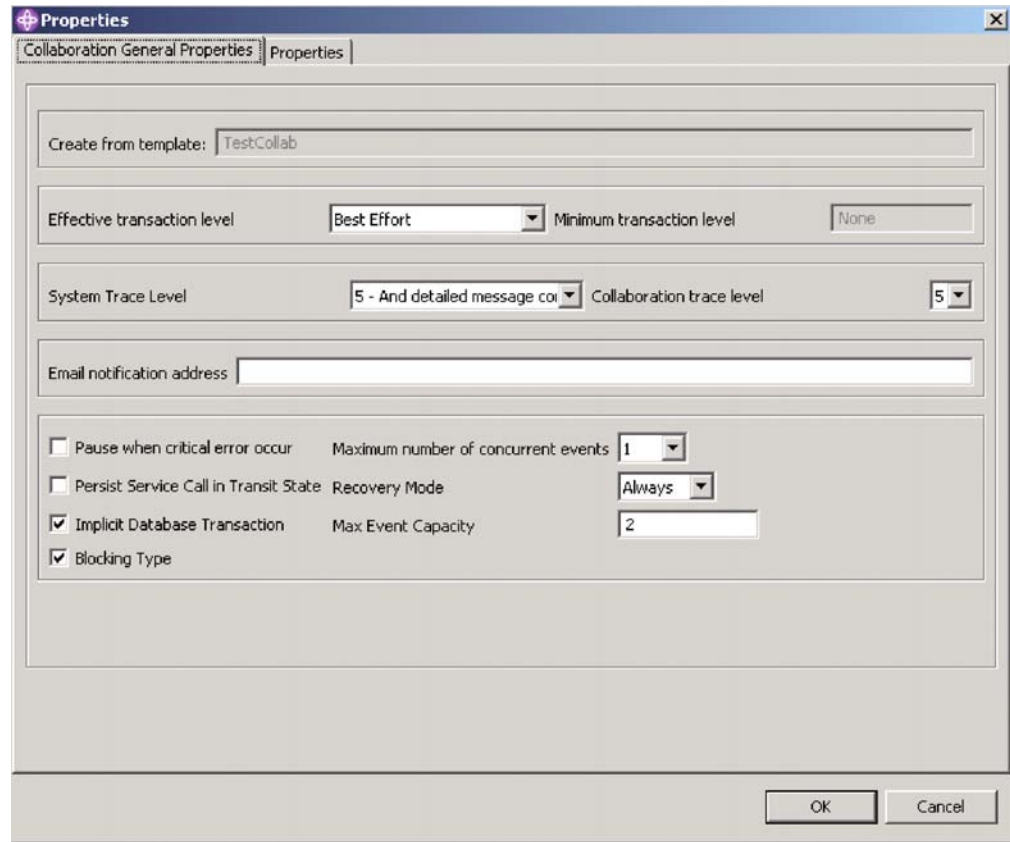 Properties
Collaboration General Properties Properties
Create from template: TestCollab
Effective transaction level Best Effort Minimum transaction level None
System Trace Level 5 - And detailed message Collaboration trace level 5
Email notification address
Pause when critical error occur Maximum number of concurrent events 1
Persist Service Call in Transit State Recovery Mode Always
Implicit Database Transaction Max Event Capacity 2
Blocking Type
OK Cancel